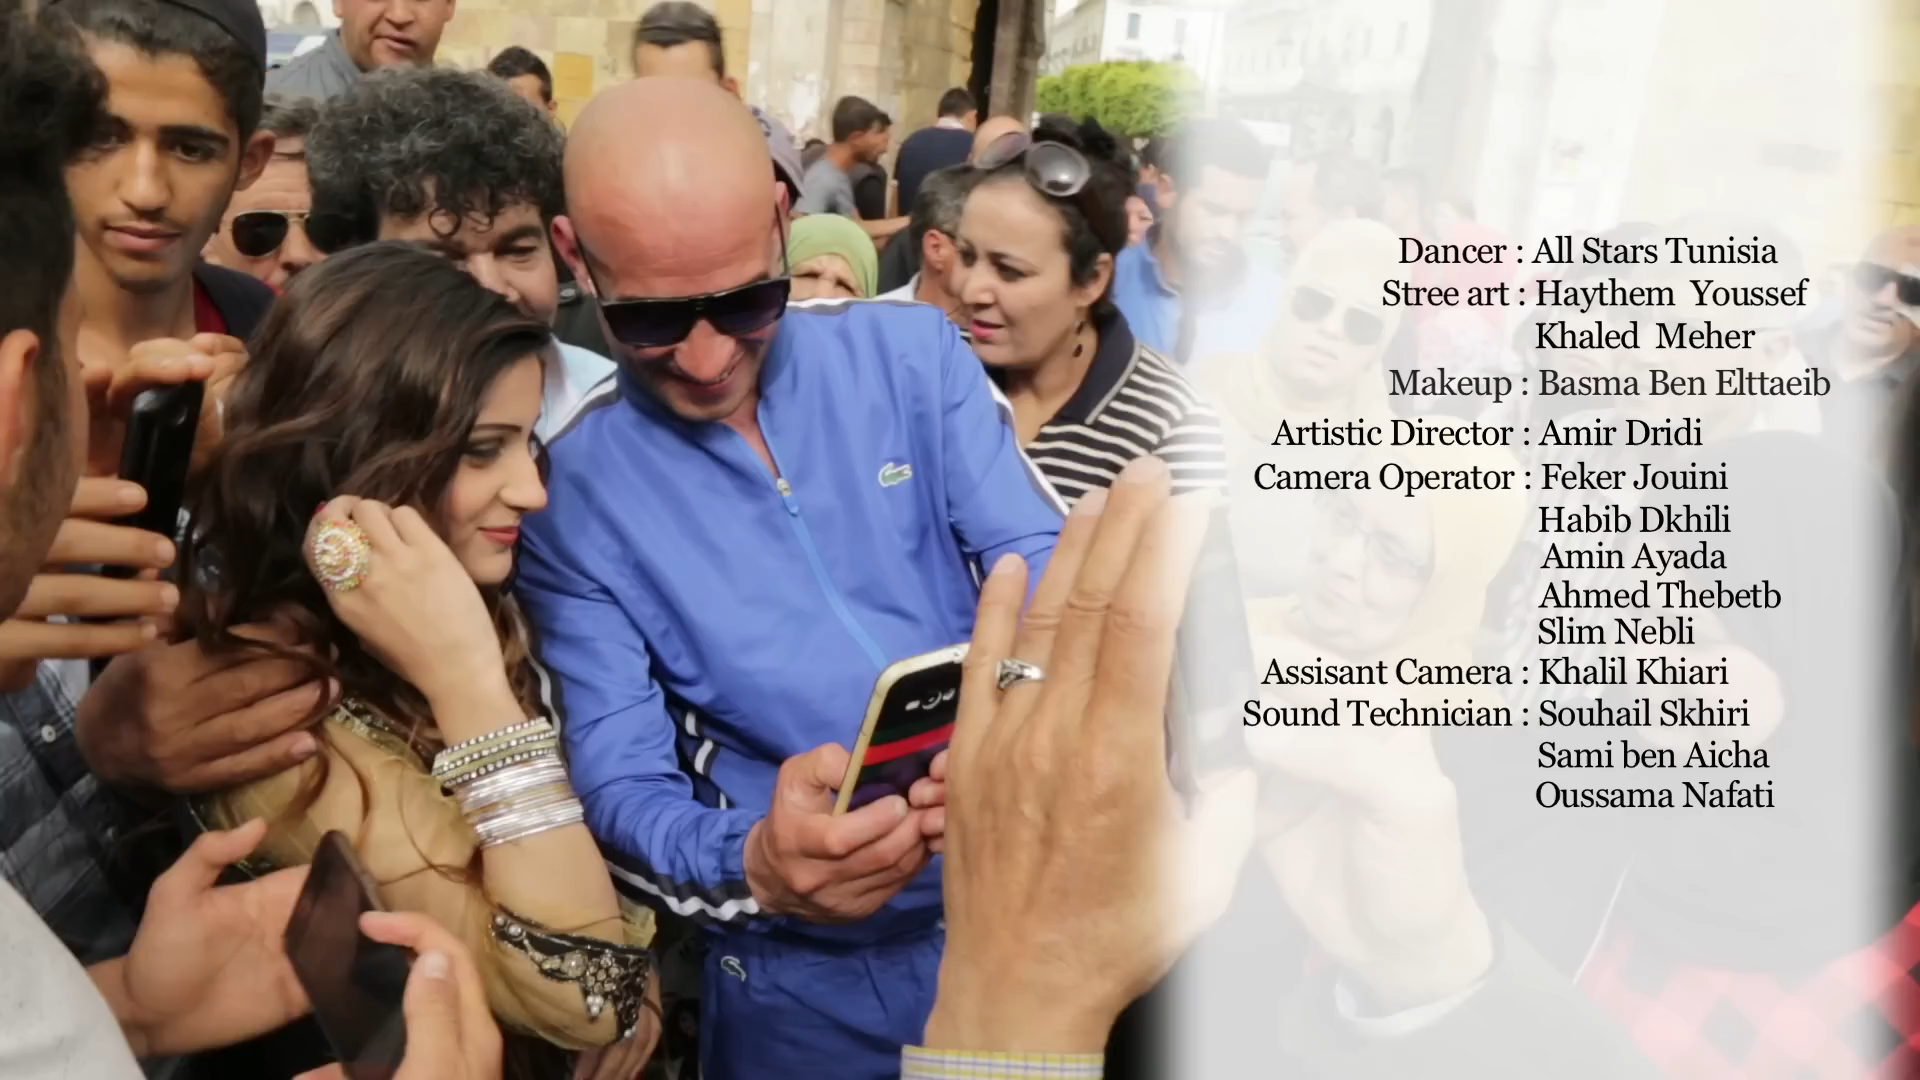 Dancer : All Stars Tunisia
Stree art : Haythem Youssef
Khaled Meher
Makeup : Basma Ben Elttaeib
Artistic Director : Amir Dridi
Camera Operator : Feker Jouini
Habib Dkhili
Amin Ayada
Ahmed Thebetb
Slim Nebli
Assisant Camera : Khalil Khiari
Sound Technician : Souhail Skhiri
Sami ben Aicha
Oussama Nafati